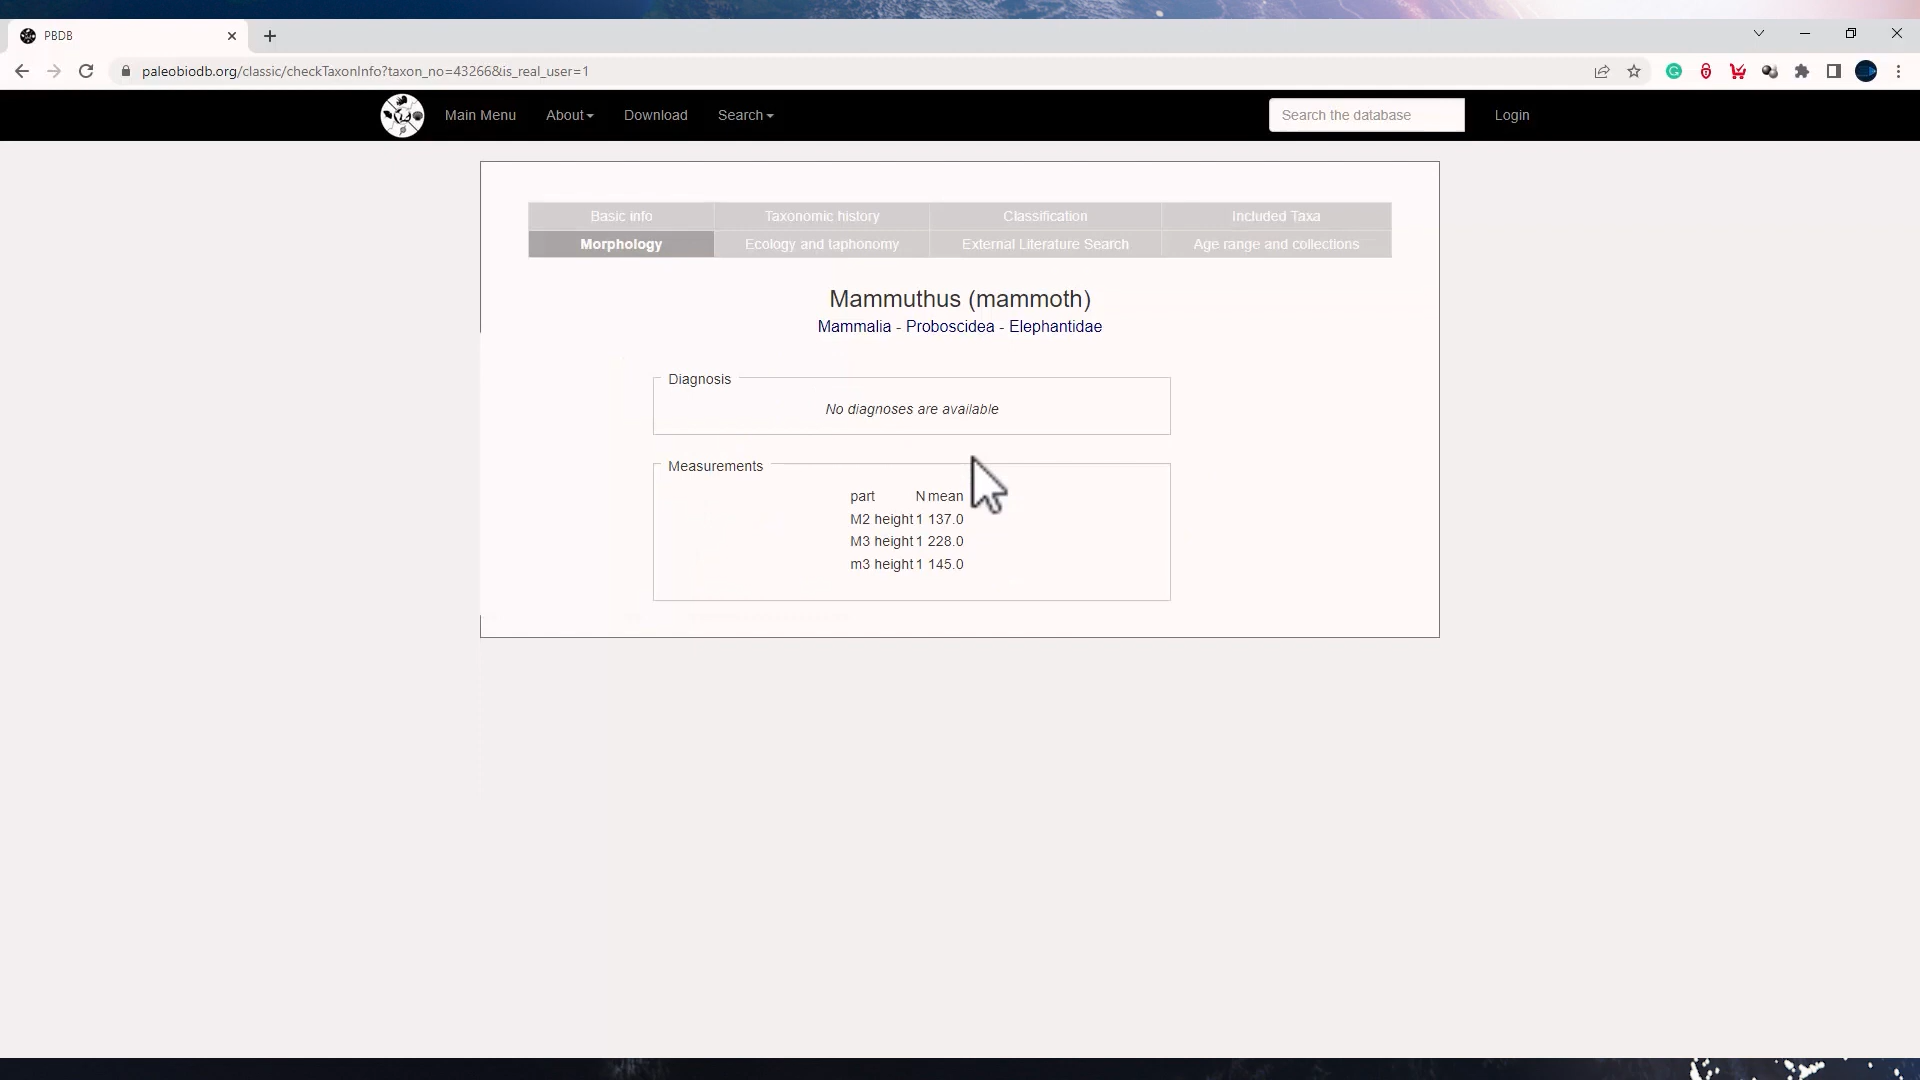 PBDB
paleobiodb.org/classic/checkTaxonInfo?taxon_no=43266&is_real_user=1
Main Menu About Download Search Search the database Login
Basic info Taxonomic history Classification Included Taxa
Morphology Ecology and taphonomy External Literature Search Age range and collections
Mammuthus (mammoth)
Mammalia - Proboscidea - Elephantidae
Diagnosis
No diagnoses are available
Measurements
part N mean
M2 height 1 137.0
M3 height 1 228.0
m3 height 1 145.0